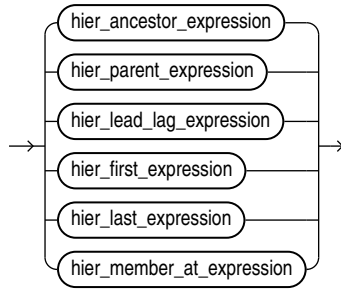 hier_ancestor_expression
hier_parent_expression
hier_lead_lag_expression
hier_first_expression
hier_last_expression
hier_member_at_expression